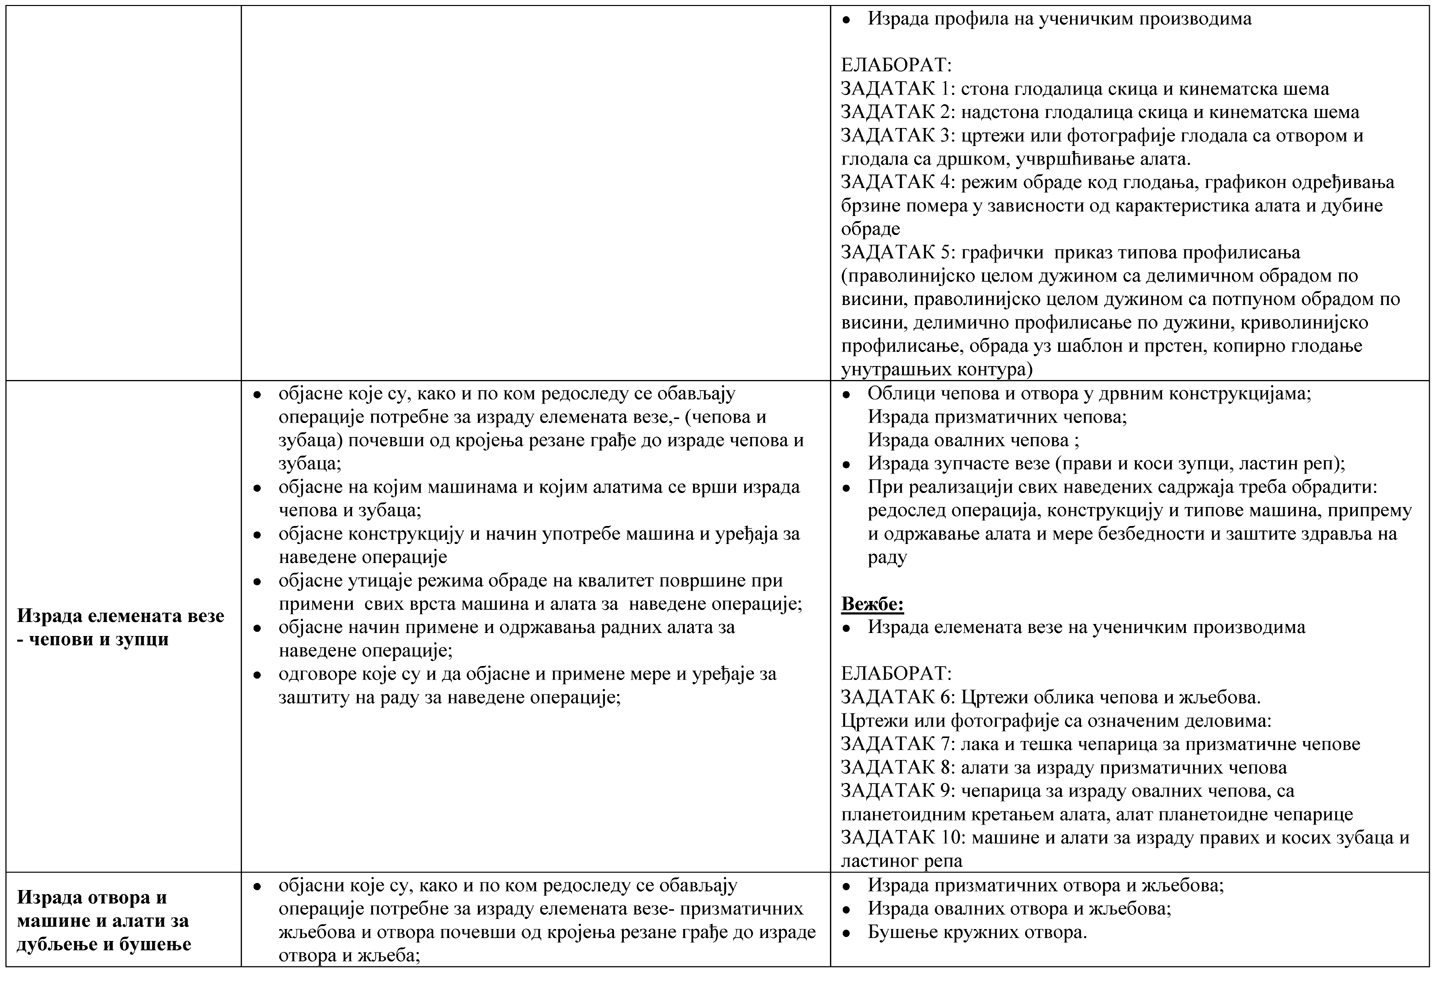 • Израда профила на ученичким производима
ЕЛАБОРАТ:
ЗАДАТАК 1: стона глодалица скица и кинематска шема
ЗАДАТАК 2: надстона глодалица скица и кинематска шема
ЗАДАТАК 3: цртежи или фотографије глодала са отвором и
глодала са дршком, учвршћивање алата.
ЗАДАТАК 4: режим обраде код глодања, графикон одређивања
брзине помера у зависности од карактеристика алата и дубине
обраде
ЗАДАТАК 5: графички  приказ типова профилисања
(праволинијско целом дужином са делимичном обрадом по
висини, праволинијско целом дужином са потпуном обрадом по
висини, делимично профилисање по дужини, криволинијско
профилисање, обрада уз шаблон и прстен, копирно глодање
унутрашњих контура)
Израда елемената везе
- чепови и зупци
• објасне које су, како и по ком редоследу се обављају
операције потребне за израду елемената везе,- (чепова и
зубаца) почевши од кројења резане грађе до израде чепова и
зубаца;
• објасне на којим машинама и којим алатима се врши израда
чепова и зубаца;
• објасне конструкцију и начин употребе машина и уређаја за
наведене операције
• објасне утицаје режима обраде на квалитет површине при
примени  свих врста машина и алата за  наведене операције;
• објасне начин примене и одржавања радних алата за
наведене операције;
• одговоре које су и да објасне и примене мере и уређаје за
заштиту на раду за наведене операције;
• Облици чепова и отвора у дрвним конструкцијама;
Израда призматичних чепова;
Израда овалних чепова ;
• Израда зупчасте везе (прави и коси зупци, ластин реп);
• При реализацији свих наведених садржаја треба обрадити:
редослед операција, конструкцију и типове машина, припрему
и одржавање алата и мере безбедности и заштите здравља на
раду
Вежбе:
• Израда елемената везе на ученичким производима
ЕЛАБОРАТ:
ЗАДАТАК 6: Цртежи облика чепова и жљебова.
Цртежи или фотографије са означеним деловима:
ЗАДАТАК 7: лака и тешка чепарица за призматичне чепове
ЗАДАТАК 8: алати за израду призматичних чепова
ЗАДАТАК 9: чепарица за израду овалних чепова, са
планетоидним кретањем алата, алат планетоидне чепарице
ЗАДАТАК 10: машине и алати за израду правих и косих зубаца и
ластиног репа
Израда отвора и
машине и алати за
дубљење и бушење
• објасни које су, како и по ком редоследу се обављају
операције потребне за израду елемената везе- призматичних
жљебова и отвора почевши од кројења резане грађе до израде
отвора и жљеба;
• Израда призматичних отвора и жљебова;
• Израда овалних отвора и жљебова;
• Бушење кружних отвора.